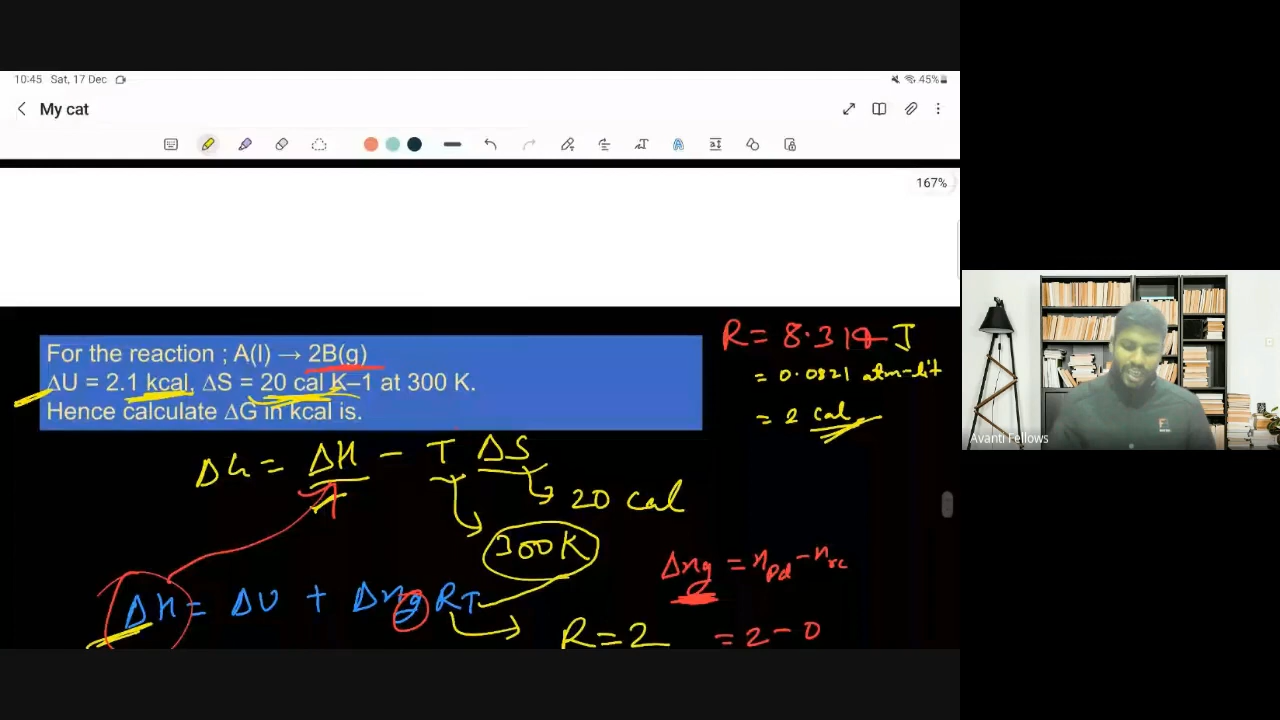 10:45 Sat, 17 Dec
45%
My cat
167%
For the reaction ; A(l) → 2B(g)
ΔU = 2.1 kcal, ΔS = 20 cal K–1 at 300 K.
Hence calculate ΔG in kcal is.
R = 8.314 J
= 0.0821 atm-lit
= 2 cal
ΔG = ΔH - T ΔS
20 cal
300K
Δng = nPd - nrc
ΔH = ΔU + Δng RT
R = 2
= 2 - 0
Avanti Fellows